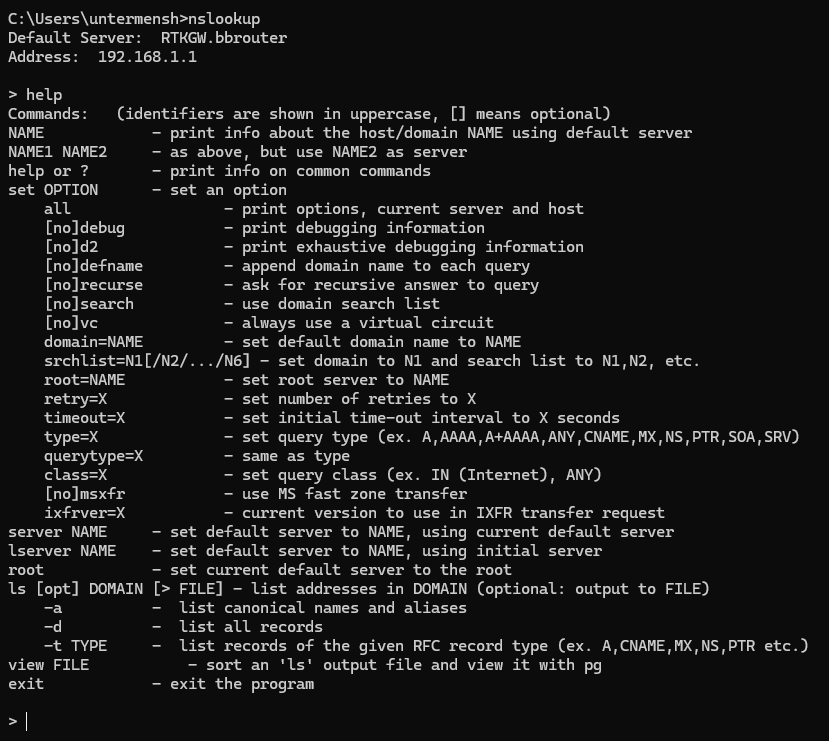 C:\Users\untermensh>nslookup
Default Server:  RTKGW.bbrouter
Address:  192.168.1.1

> help
Commands:   (identifiers are shown in uppercase, [] means optional)
NAME            - print info about the host/domain NAME using default server
NAME1 NAME2     - as above, but use NAME2 as server
help or ?       - print info on common commands
set OPTION      - set an option
    all                 - print options, current server and host
    [no]debug           - print debugging information
    [no]d2              - print exhaustive debugging information
    [no]defname         - append domain name to each query
    [no]recurse         - ask for recursive answer to query
    [no]search          - use domain search list
    [no]vc              - always use a virtual circuit
    domain=NAME         - set default domain name to NAME
    srchlist=N1[/N2/.../N6] - set domain to N1 and search list to N1,N2, etc.
    root=NAME           - set root server to NAME
    retry=X             - set number of retries to X
    timeout=X           - set initial time-out interval to X seconds
    type=X              - set query type (ex. A,AAAA,A+AAAA,ANY,CNAME,MX,NS,PTR,SOA,SRV)
    querytype=X         - same as type
    class=X             - set query class (ex. IN (Internet), ANY)
    [no]msxfr           - use MS fast zone transfer
    ixfrver=X           - current version to use in IXFR transfer request
server NAME     - set default server to NAME, using current default server
lserver NAME    - set default server to NAME, using initial server
root            - set current default server to the root
ls [opt] DOMAIN [> FILE] - list addresses in DOMAIN (optional: output to FILE)
    -a          -  list canonical names and aliases
    -d          -  list all records
    -t TYPE     -  list records of the given RFC record type (ex. A,CNAME,MX,NS,PTR etc.)
view FILE           - sort an 'ls' output file and view it with pg
exit            - exit the program

>